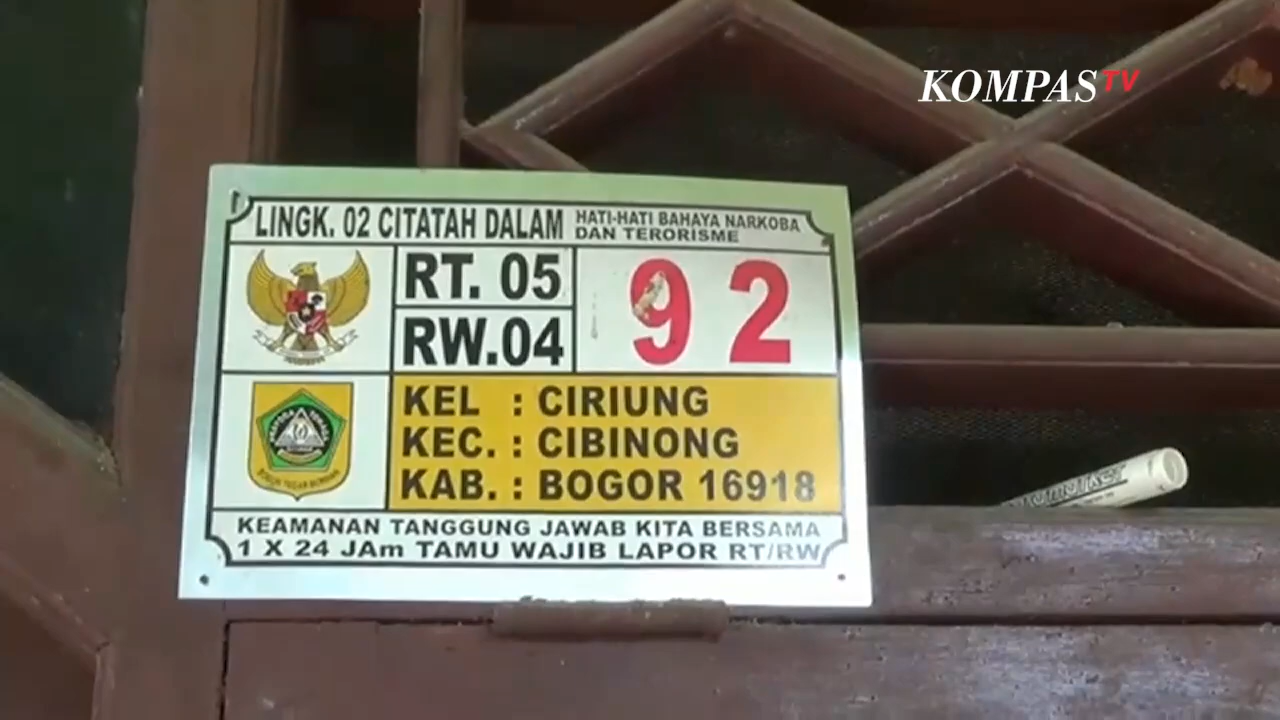 KOMPAS TV
LINGK. 02 CITATAH DALAM
HATI-HATI BAHAYA NARKOBA
DAN TERORISME
RT. 05
RW.04
92
KEL : CIRIUNG
KEC. : CIBINONG
KAB. : BOGOR 16918
KEAMANAN TANGGUNG JAWAB KITA BERSAMA
1 X 24 JAm TAMU WAJIB LAPOR RT/RW